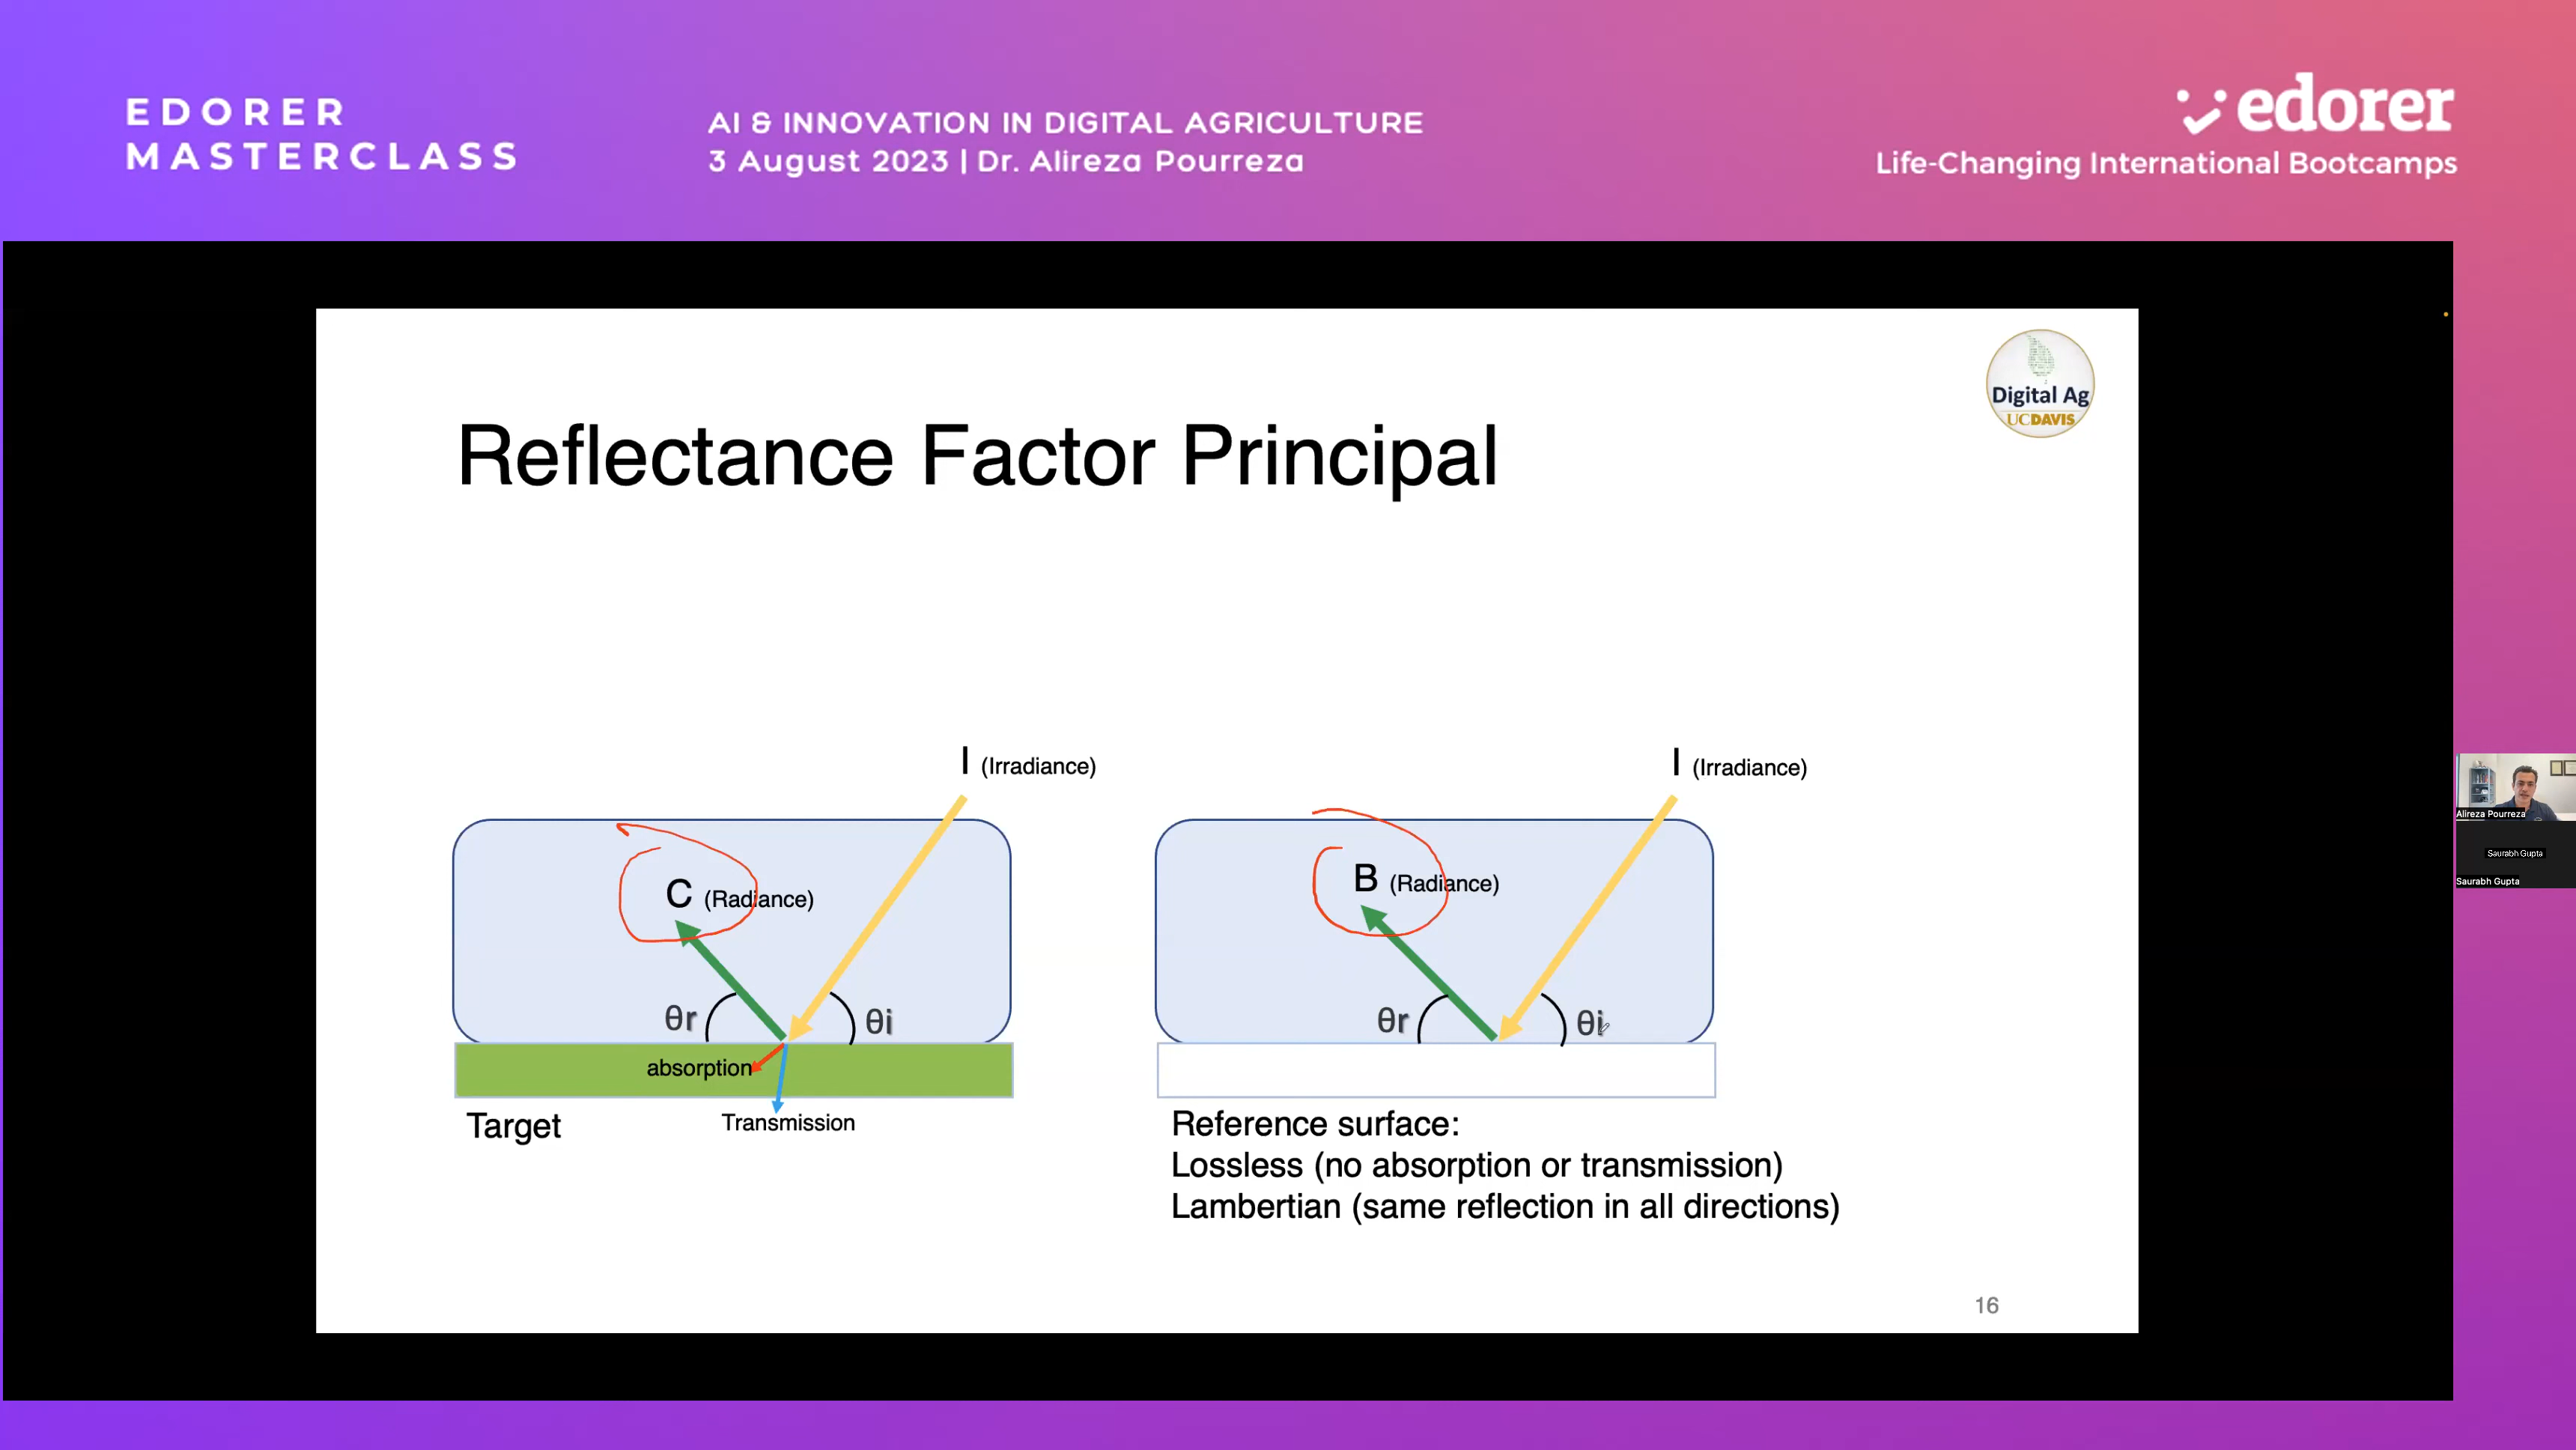 EDORER
MASTERCLASS
AI & INNOVATION IN DIGITAL AGRICULTURE
3 August 2023 | Dr. Alireza Pourreza
edorer
Life-Changing International Bootcamps
Digital Ag
UCDAVIS
Reflectance Factor Principal
I (Irradiance)
C (Radiance)
θr
θi
absorption
Target
Transmission
I (Irradiance)
B (Radiance)
θr
θi
Reference surface:
Lossless (no absorption or transmission)
Lambertian (same reflection in all directions)
16
Alireza Pourreza
Saurabh Gupta
Saurabh Gupta